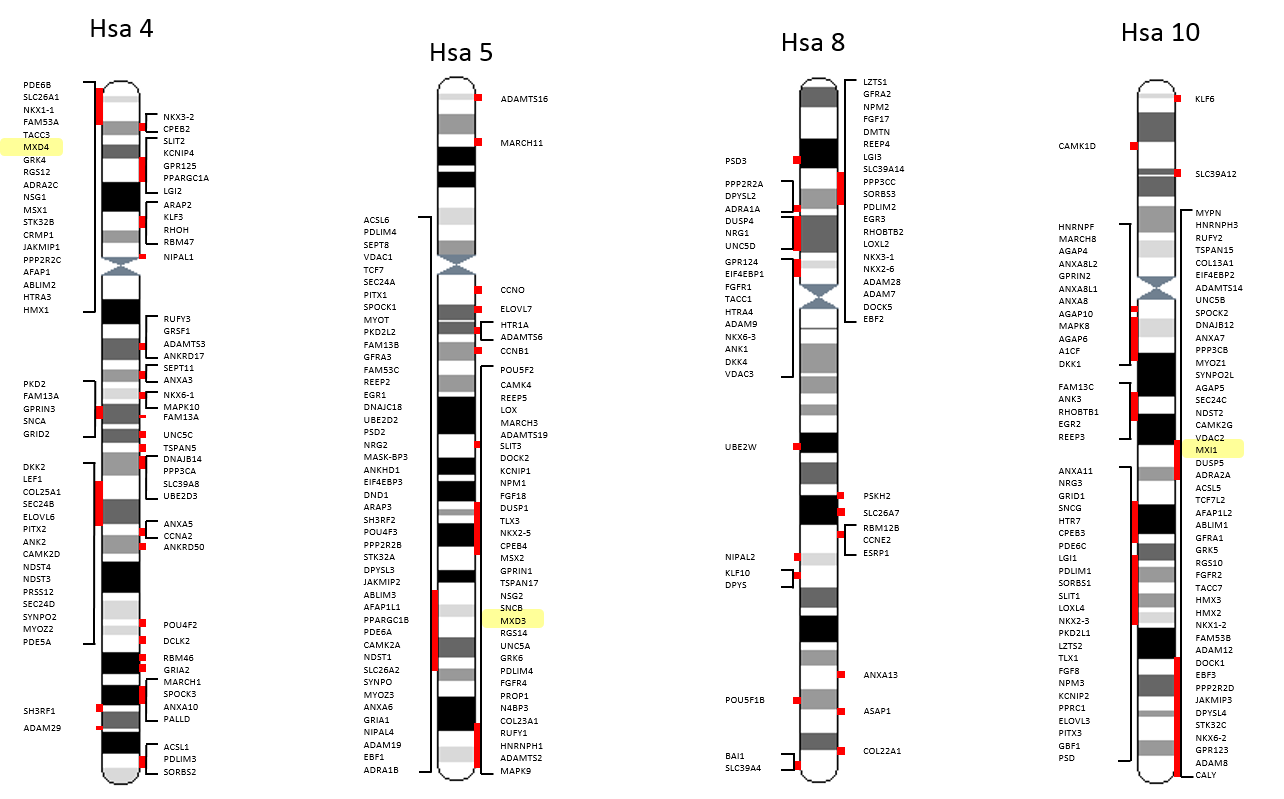 Hsa 4
PDE6B
SLC26A1
NKX1-1
FAM53A
TACC3
MXD4
GRK4
RGS12
ADRA2C
NSG1
MSX1
STK32B
CRMP1
JAKMIP1
PPP2R2C
AFAP1
ABLIM2
HTRA3
HMX1
PKD2
FAM13A
GPRIN3
SNCA
GRID2
DKK2
LEF1
COL25A1
SEC24B
ELOVL6
PITX2
ANK2
CAMK2D
NDST4
NDST3
PRSS12
SEC24D
SYNPO2
MYOZ2
PDE5A
SH3RF1
ADAM29
NKX3-2
CPEB2
SLIT2
KCNIP4
GPR125
PPARGC1A
LGI2
ARAP2
KLF3
RHOH
RBM47
NIPAL1
RUFY3
GRSF1
ADAMTS3
ANKRD17
SEPT11
ANXA3
NKX6-1
MAPK10
FAM13A
UNC5C
TSPAN5
DNAJB14
PPP3CA
SLC39A8
UBE2D3
ANXA5
CCNA2
ANKRD50
POU4F2
DCLK2
RBM46
GRIA2
MARCH1
SPOCK3
ANXA10
PALLD
ACSL1
PDLIM3
SORBS2
Hsa 5
ACSL6
PDLIM4
SEPT8
VDAC1
TCF7
SEC24A
PITX1
SPOCK1
MYOT
PKD2L2
FAM13B
GFRA3
FAM53C
REEP2
EGR1
DNAJC18
UBE2D2
PSD2
NRG2
MASK-BP3
ANKHD1
EIF4EBP3
DND1
ARAP3
SH3RF2
POU4F3
PPP2R2B
STK32A
DPYSL3
JAKMIP2
ABLIM3
AFAP1L1
PPARGC1B
PDE6A
CAMK2A
NDST1
SLC26A2
SYNPO
MYOZ3
ANXA6
GRIA1
NIPAL4
ADAM19
EBF1
ADRA1B
ADAMTS16
MARCH11
CCNO
ELOVL7
HTR1A
ADAMTS6
CCNB1
POU5F2
CAMK4
REEP5
LOX
MARCH3
ADAMTS19
SLIT3
DOCK2
KCNIP1
NPM1
FGF18
DUSP1
TLX3
NKX2-5
CPEB4
MSX2
GPRIN1
TSPAN17
NSG2
SNCB
MXD3
RGS14
UNC5A
GRK6
PDLIM4
FGFR4
PROP1
N4BP3
COL23A1
RUFY1
HNRNPH1
ADAMTS2
MAPK9
Hsa 8
PSD3
PPP2R2A
DPYSL2
ADRA1A
DUSP4
NRG1
UNC5D
GPR124
EIF4EBP1
FGFR1
TACC1
HTRA4
ADAM9
NKX6-3
ANK1
DKK4
VDAC3
UBE2W
NIPAL2
KLF10
DPYS
POU5F1B
BAI1
SLC39A4
LZTS1
GFRA2
NPM2
FGF17
DMTN
REEP4
LGI3
SLC39A14
PPP3CC
SORBS3
PDLIM2
EGR3
RHOBTB2
LOXL2
NKX3-1
NKX2-6
ADAM28
ADAM7
DOCK5
EBF2
PSKH2
SLC26A7
RBM12B
CCNE2
ESRP1
ANXA13
ASAP1
COL22A1
Hsa 10
CAMK1D
HNRNPF
MARCH8
AGAP4
ANXA8L2
GPRIN2
ANXA8L1
ANXA8
AGAP10
MAPK8
AGAP6
A1CF
DKK1
FAM13C
ANK3
RHOBTB1
EGR2
REEP3
ANXA11
NRG3
GRID1
SNCG
HTR7
CPEB3
PDE6C
LGI1
PDLIM1
SORBS1
SLIT1
LOXL4
NKX2-3
PKD2L1
LZTS2
TLX1
FGF8
NPM3
KCNIP2
PPRC1
ELOVL3
PITX3
GBF1
PSD
KLF6
SLC39A12
MYPN
HNRNPH3
RUFY2
TSPAN15
COL13A1
EIF4EBP2
ADAMTS14
UNC5B
SPOCK2
DNAJB12
ANXA7
PPP3CB
MYOZ1
SYNPO2L
AGAP5
SEC24C
NDST2
CAMK2G
VDAC2
MXI1
DUSP5
ADRA2A
ACSL5
TCF7L2
AFAP1L2
ABLIM1
GFRA1
GRK5
RGS10
FGFR2
TACC7
HMX3
HMX2
NKX1-2
FAM53B
ADAM12
DOCK1
EBF3
PPP2R2D
JAKMIP3
DPYSL4
STK32C
NKX6-2
GPR123
ADAM8
CALY